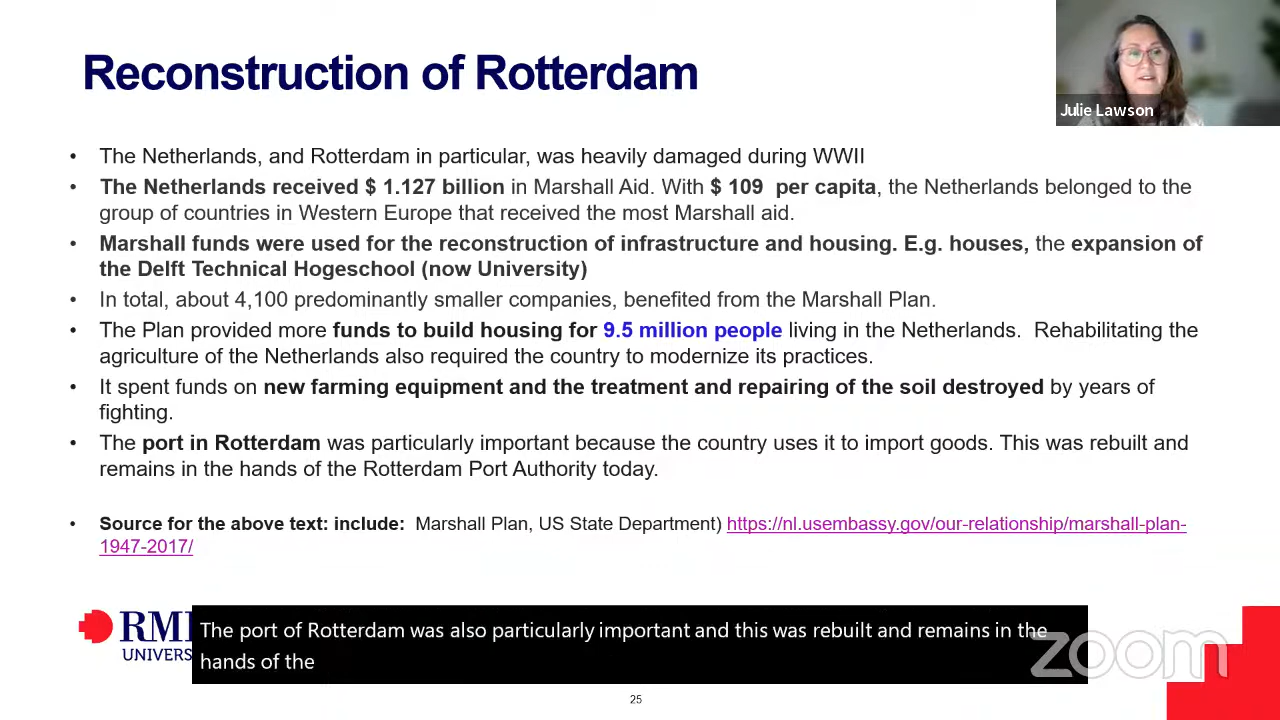 Reconstruction of Rotterdam
Julie Lawson
• The Netherlands, and Rotterdam in particular, was heavily damaged during WWII
• The Netherlands received $ 1.127 billion in Marshall Aid. With $ 109 per capita, the Netherlands belonged to the
group of countries in Western Europe that received the most Marshall aid.
• Marshall funds were used for the reconstruction of infrastructure and housing. E.g. houses, the expansion of
the Delft Technical Hogeschool (now University)
• In total, about 4,100 predominantly smaller companies, benefited from the Marshall Plan.
• The Plan provided more funds to build housing for 9.5 million people living in the Netherlands. Rehabilitating the
agriculture of the Netherlands also required the country to modernize its practices.
• It spent funds on new farming equipment and the treatment and repairing of the soil destroyed by years of
fighting.
• The port in Rotterdam was particularly important because the country uses it to import goods. This was rebuilt and
remains in the hands of the Rotterdam Port Authority today.
• Source for the above text: include: Marshall Plan, US State Department) https://nl.usembassy.gov/our-relationship/marshall-plan-
1947-2017/
RMI
UNIVERS
The port of Rotterdam was also particularly important and this was rebuilt and remains in the
hands of the
zoom
25